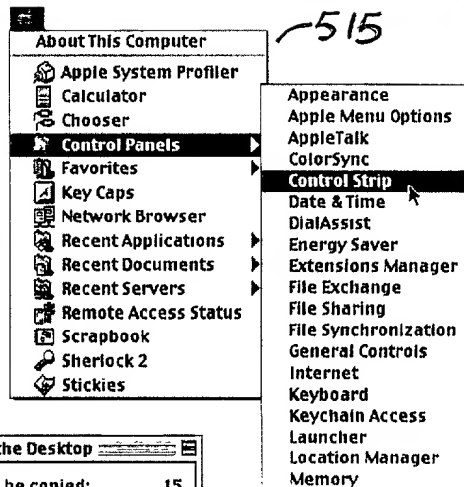 515
About This Computer
Apple System Profiler
Calculator
Chooser
Control Panels
Favorites
Key Caps
Network Browser
Recent Applications
Recent Documents
Recent Servers
Remote Access Status
Scrapbook
Sherlock 2
Stickies
Appearance
Apple Menu Options
AppleTalk
ColorSync
Control Strip
Date & Time
DialAssist
Energy Saver
Extensions Manager
File Exchange
File Sharing
File Synchronization
General Controls
Internet
Keyboard
Keychain Access
Launcher
Location Manager
Memory
the Desktop
be copied: 15